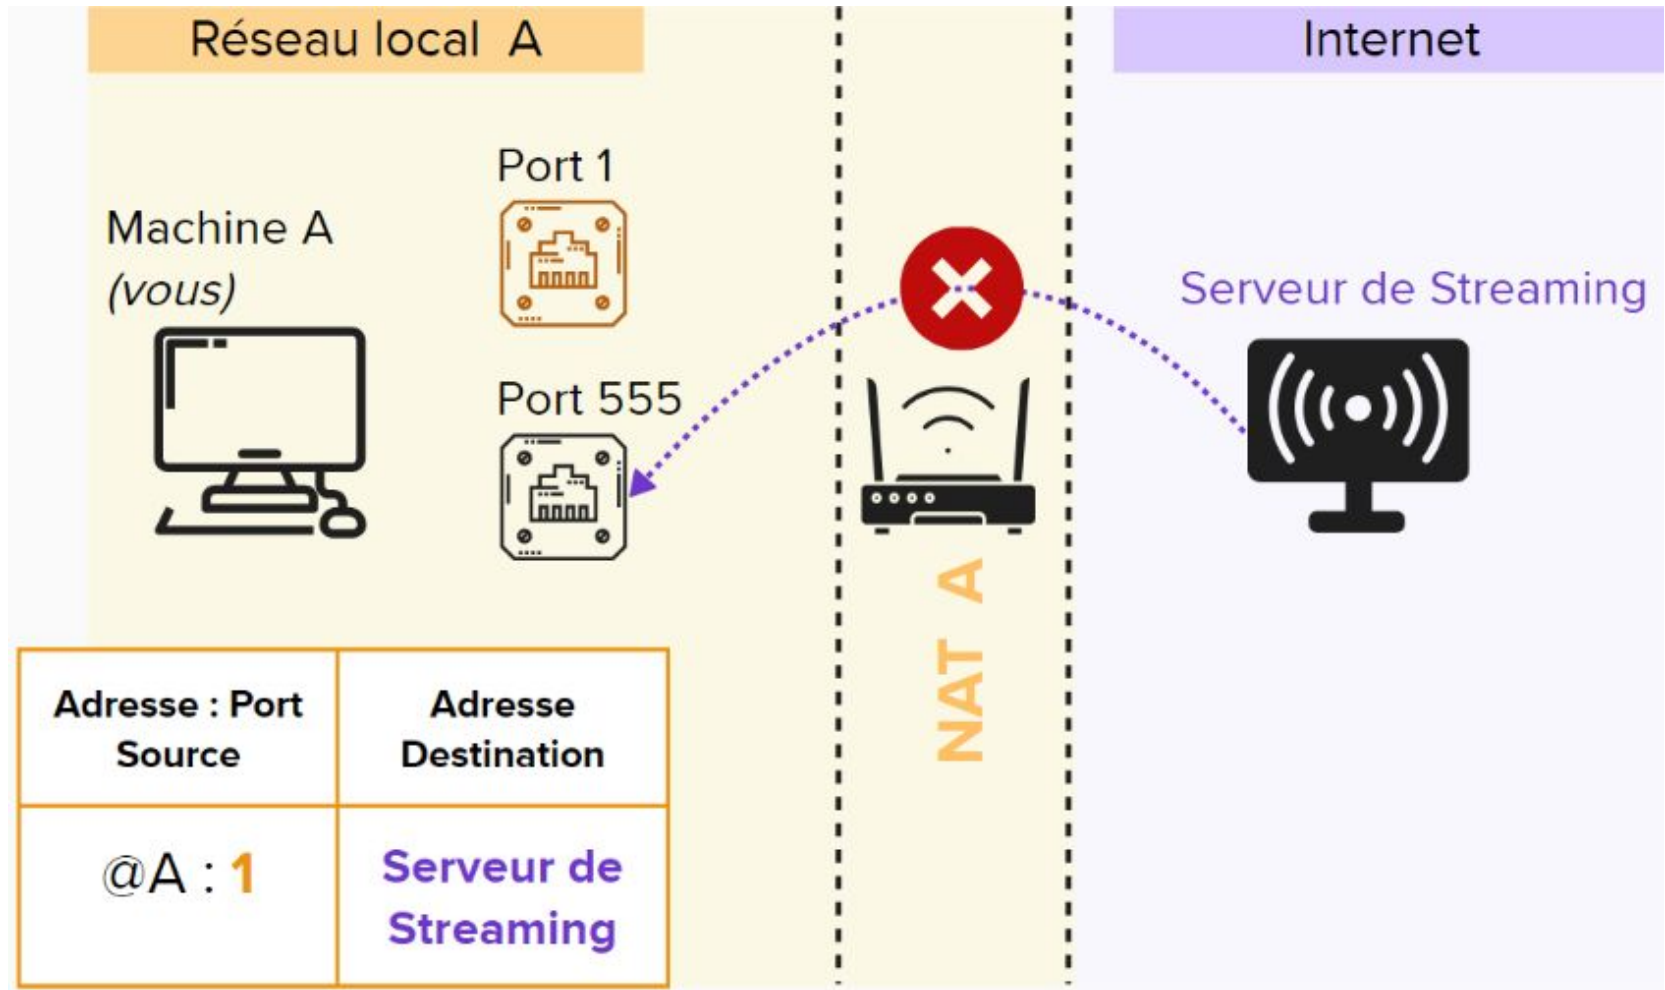 Réseau local A
Internet
Port 1
Machine A
(vous)
Serveur de Streaming
Port 555
NAT A
Adresse : Port
Source
Adresse
Destination
@A : 1
Serveur de
Streaming